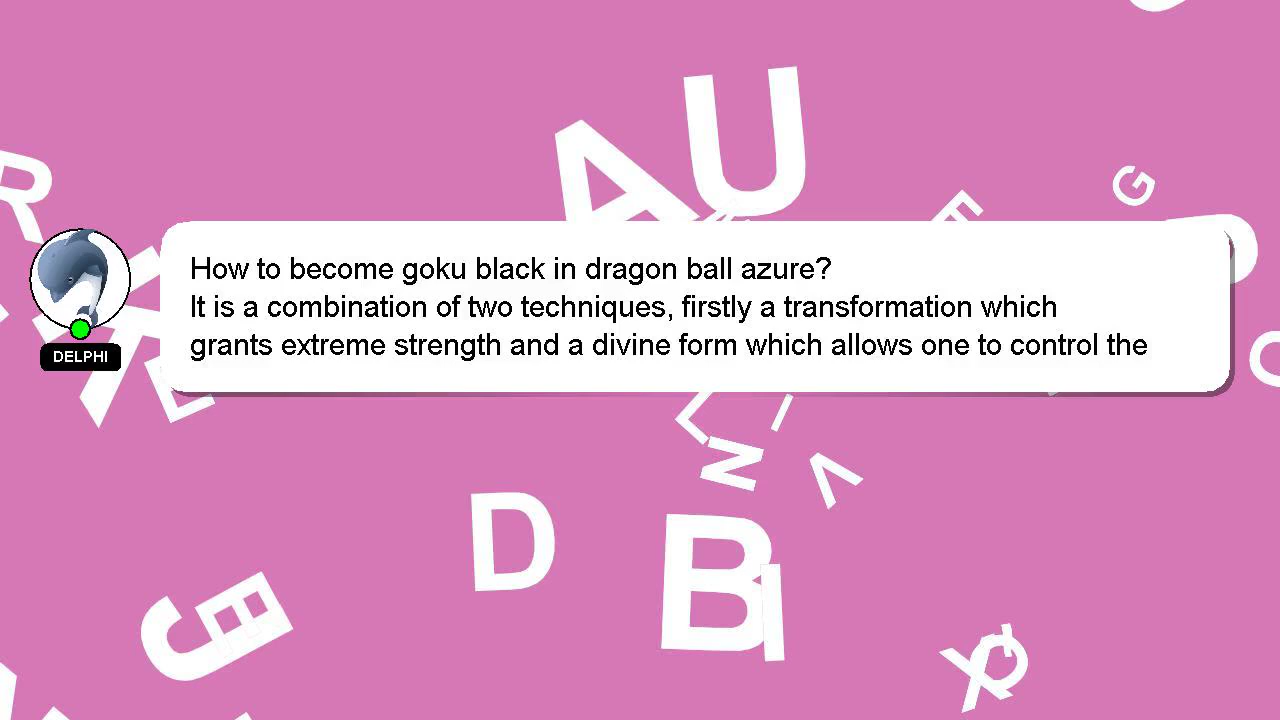 How to become goku black in dragon ball azure?
It is a combination of two techniques, firstly a transformation which
grants extreme strength and a divine form which allows one to control the
DELPHI
A
U
R
G
E
L
L
I
N
V
D
B
I
C
E
X
Q